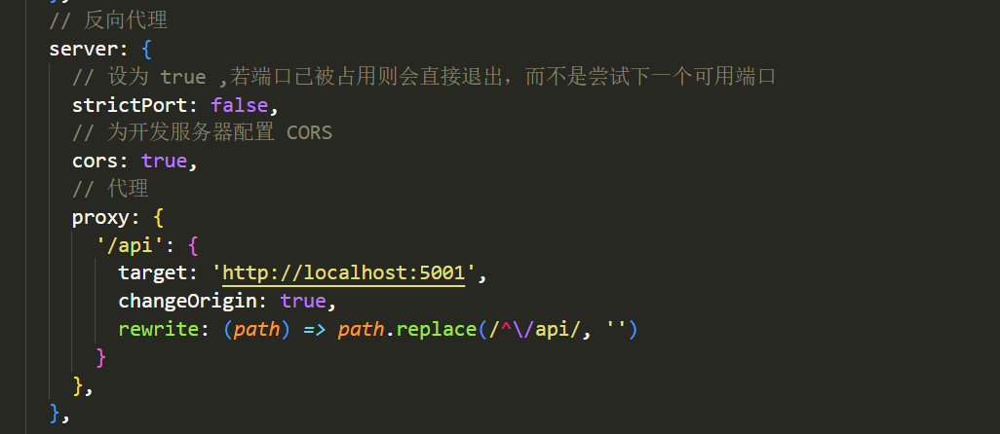 },
// 反向代理
server: {
// 设为 true ,若端口已被占用则会直接退出，而不是尝试下一个可用端口
strictPort: false,
// 为开发服务器配置 CORS
cors: true,
// 代理
proxy: {
'/api': {
target: 'http://localhost:5001',
changeOrigin: true,
rewrite: (path) => path.replace(/^\/api/, '')
}
},
},